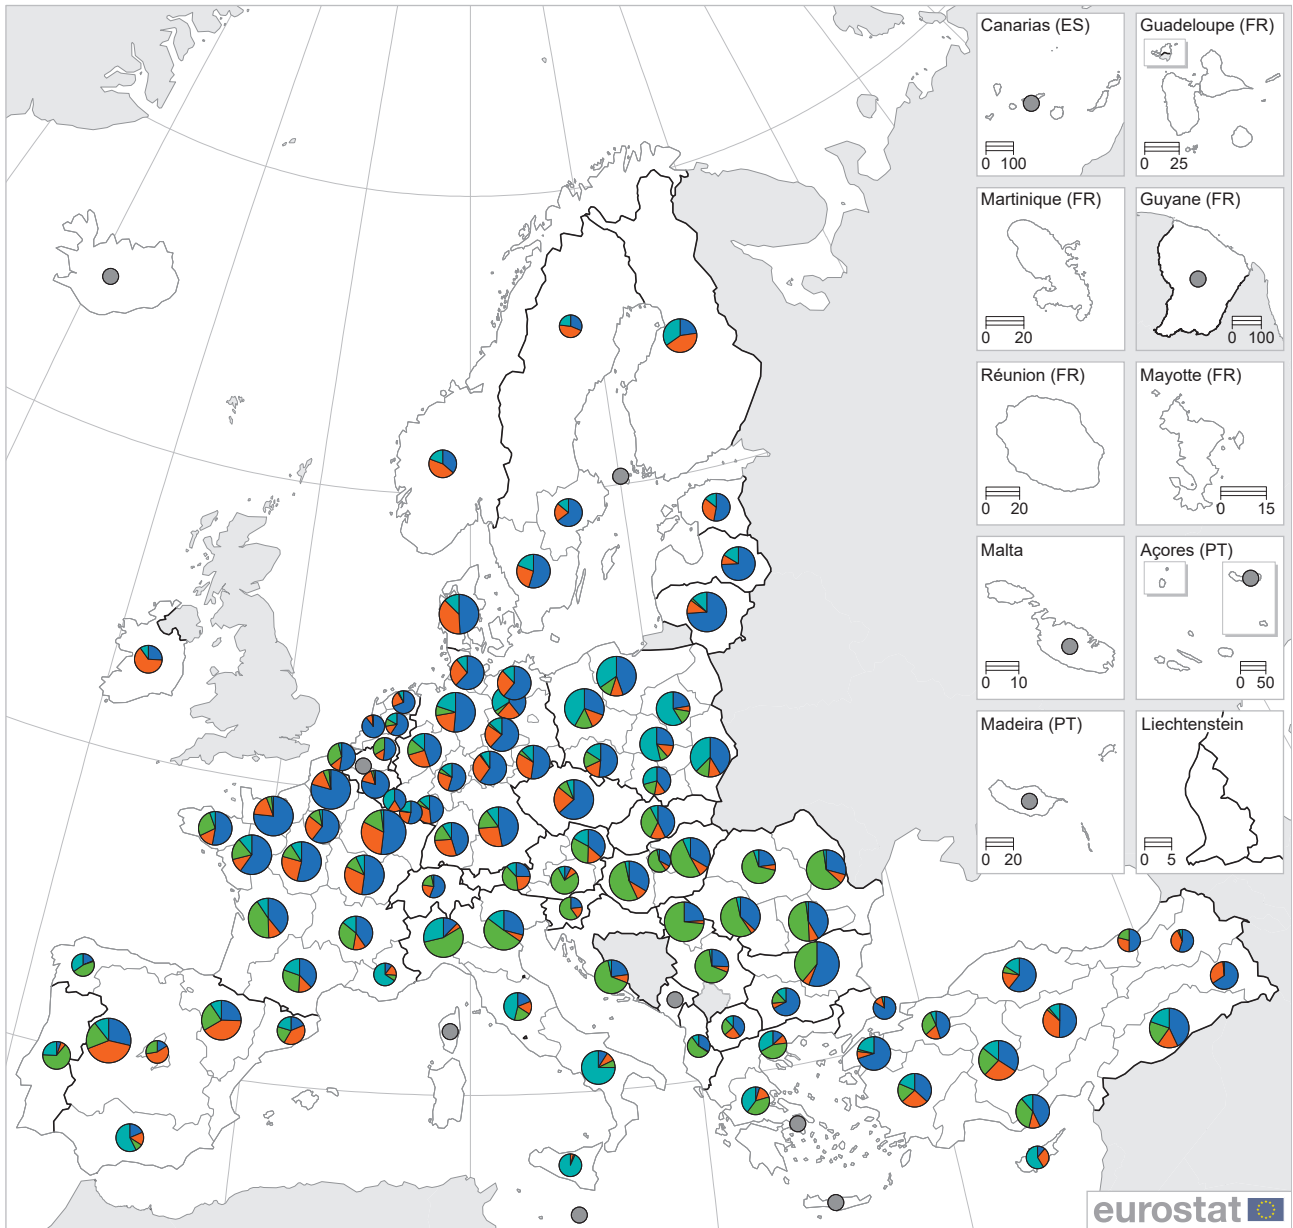 Canarias (ES)
0 100
Guadeloupe (FR)
0 25
Martinique (FR)
0 20
Guyane (FR)
0 100
Réunion (FR)
0 20
Mayotte (FR)
0 15
Malta
0 10
Açores (PT)
0 50
Madeira (PT)
0 20
Liechtenstein
0 5
eurostat